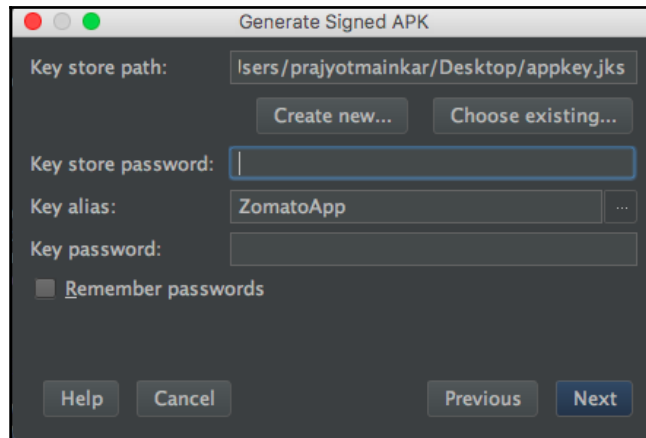 Generate Signed APK
Key store path: Isers/prajyotmainkar/Desktop/appkey.jks
Create new... Choose existing...
Key store password:
Key alias: ZomatoApp ...
Key password:
Remember passwords
Help Cancel Previous Next